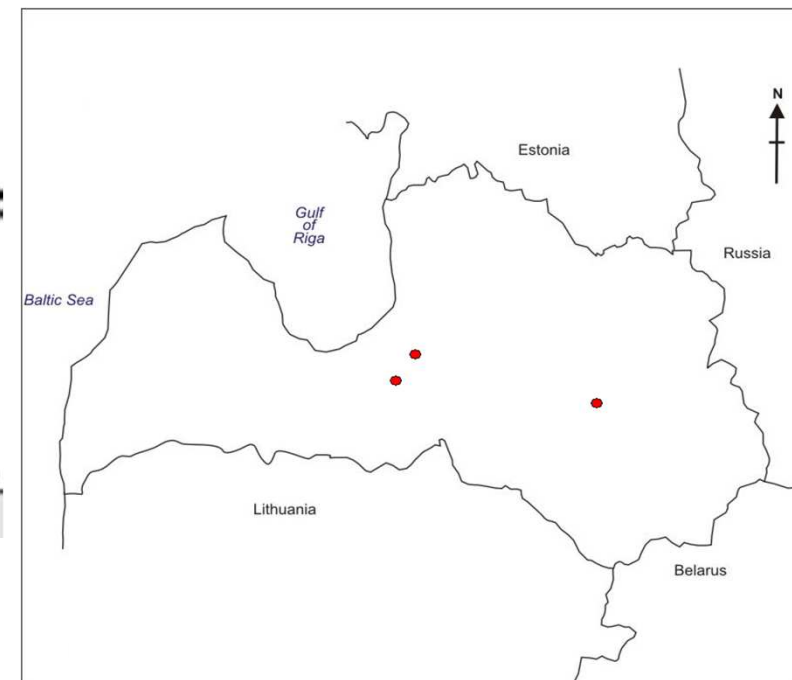 N
Estonia
Gulf
of
Riga
Russia
Baltic Sea
Lithuania
Belarus